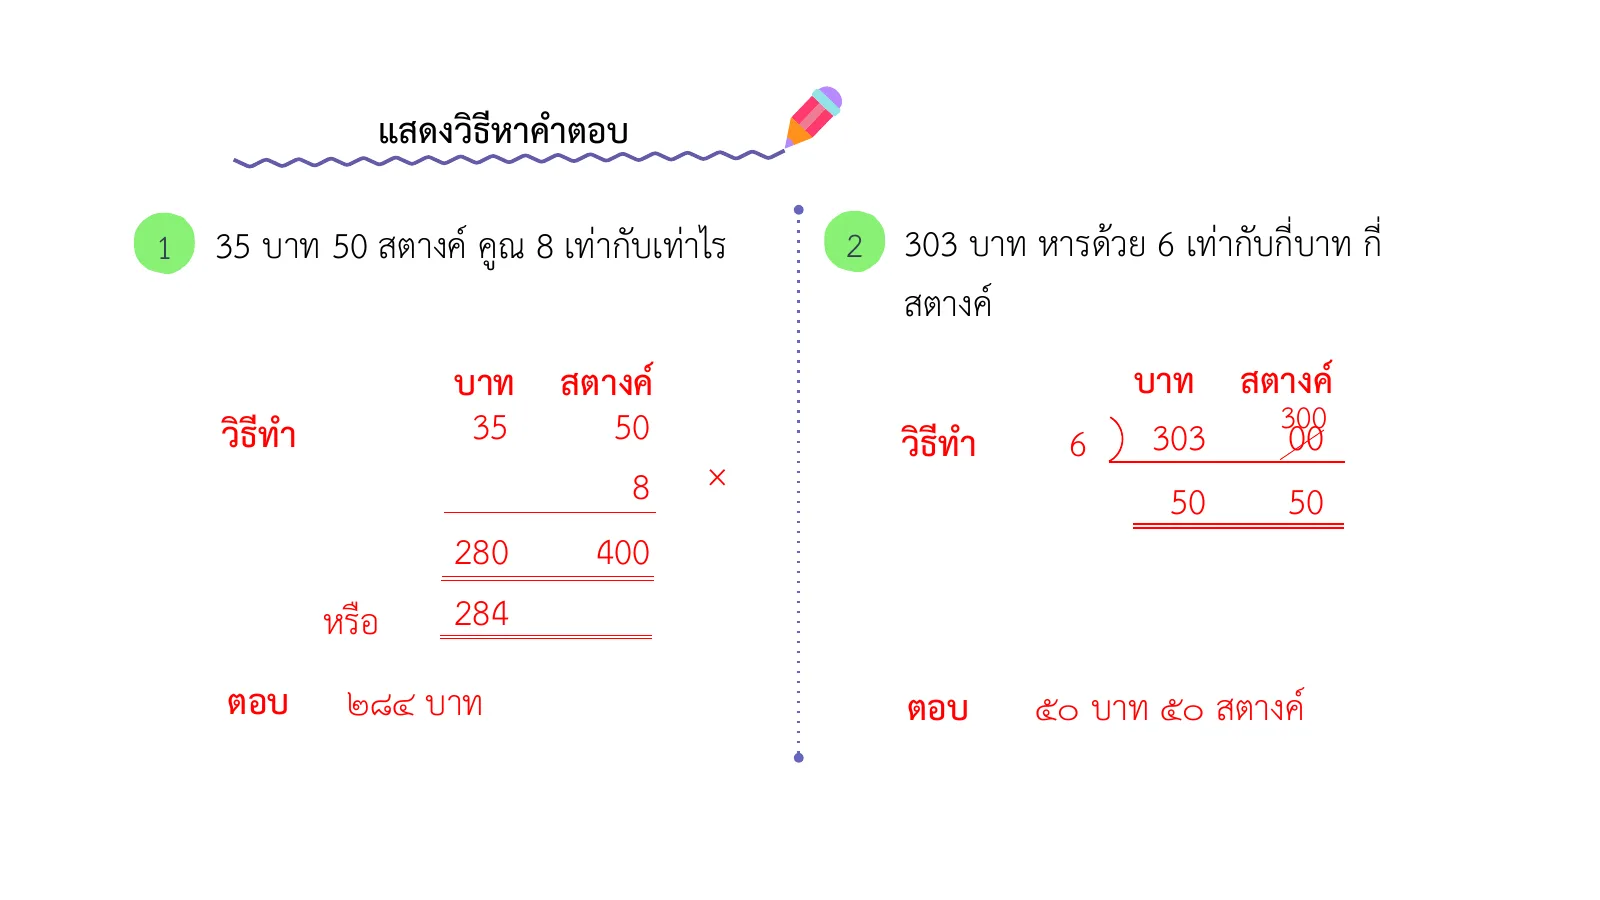 แสดงวิธีหาคำตอบ
1 35 บาท 50 สตางค์ คูณ 8 เท่ากับเท่าไร
บาท สตางค์
วิธีทำ 35 50
8 ×
280 400
หรือ 284
ตอบ ๒๘๔ บาท
2 303 บาท หารด้วย 6 เท่ากับกี่บาท กี่
สตางค์
บาท สตางค์
300
วิธีทำ 6 ) 303 00
50 50
ตอบ ๕๐ บาท ๕๐ สตางค์